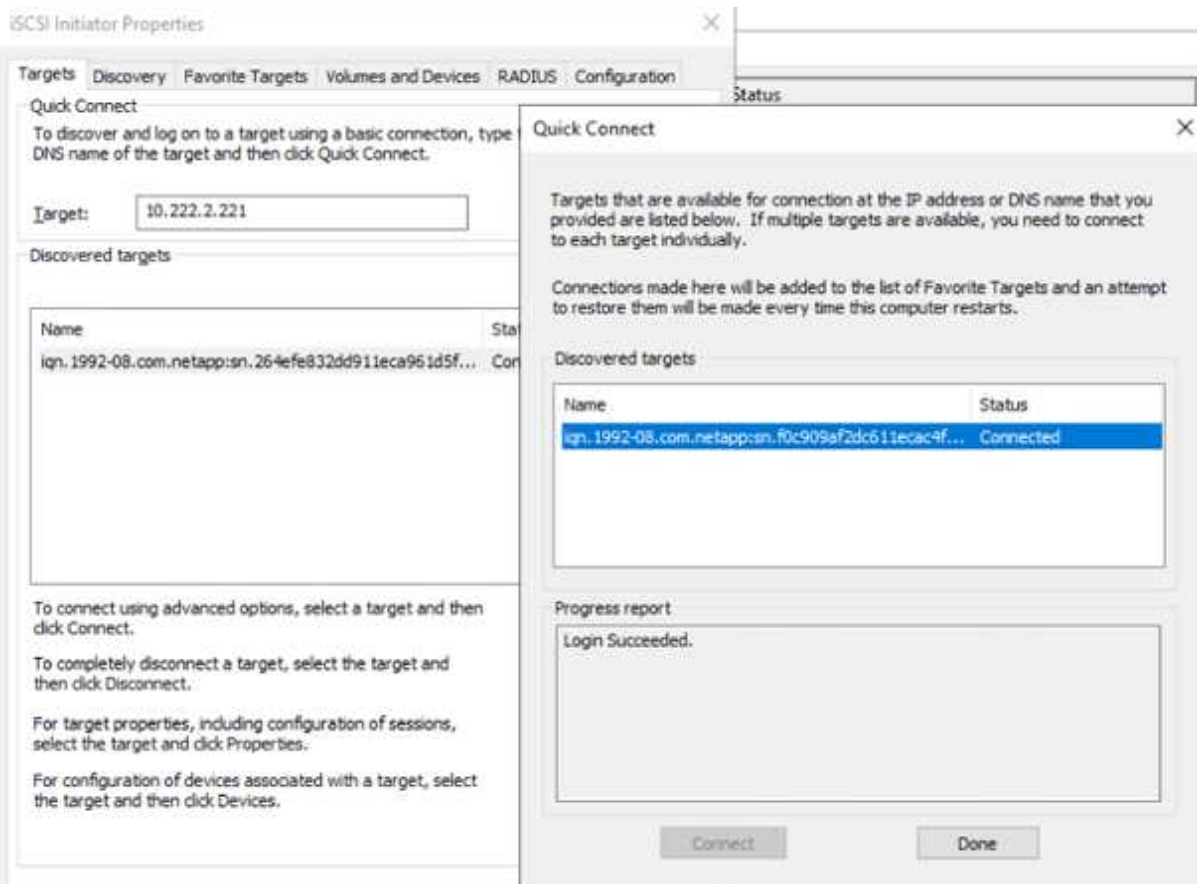 iSCSI Initiator Properties
Targets Discovery Favorite Targets Volumes and Devices RADIUS Configuration
Quick Connect
To discover and log on to a target using a basic connection, type
DNS name of the target and then click Quick Connect.
Target: 10.222.2.221
Discovered targets
Name
iqn.1992-08.com.netapp:sn.264efe832dd911eca961d5f... Con
To connect using advanced options, select a target and then
click Connect.
To completely disconnect a target, select the target and
then click Disconnect.
For target properties, including configuration of sessions,
select the target and click Properties.
For configuration of devices associated with a target, select
the target and then click Devices.
Status
Quick Connect
Targets that are available for connection at the IP address or DNS name that you
provided are listed below. If multiple targets are available, you need to connect
to each target individually.
Connections made here will be added to the list of Favorite Targets and an attempt
to restore them will be made every time this computer restarts.
Discovered targets
Name Status
iqn.1992-08.com.netapp:sn.f0c909af2dc611ecac4f... Connected
Progress report
Login Succeeded.
Connect Done